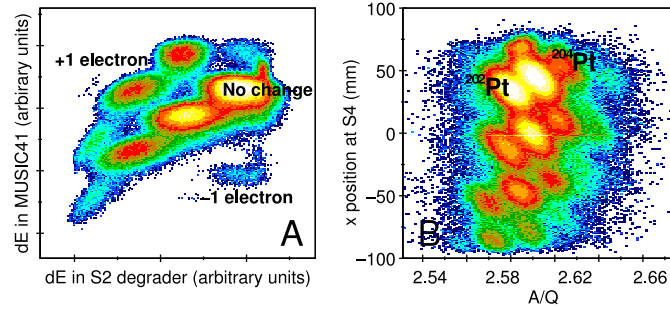 +1 electron
No change
−1 electron
A
dE in MUSIC41 (arbitrary units)
dE in S2 degrader (arbitrary units)
100
50
0
−50
−100
x position at S4 (mm)
²⁰²Pt
²⁰⁴Pt
B
2.54
2.58
2.62
2.66
A/Q